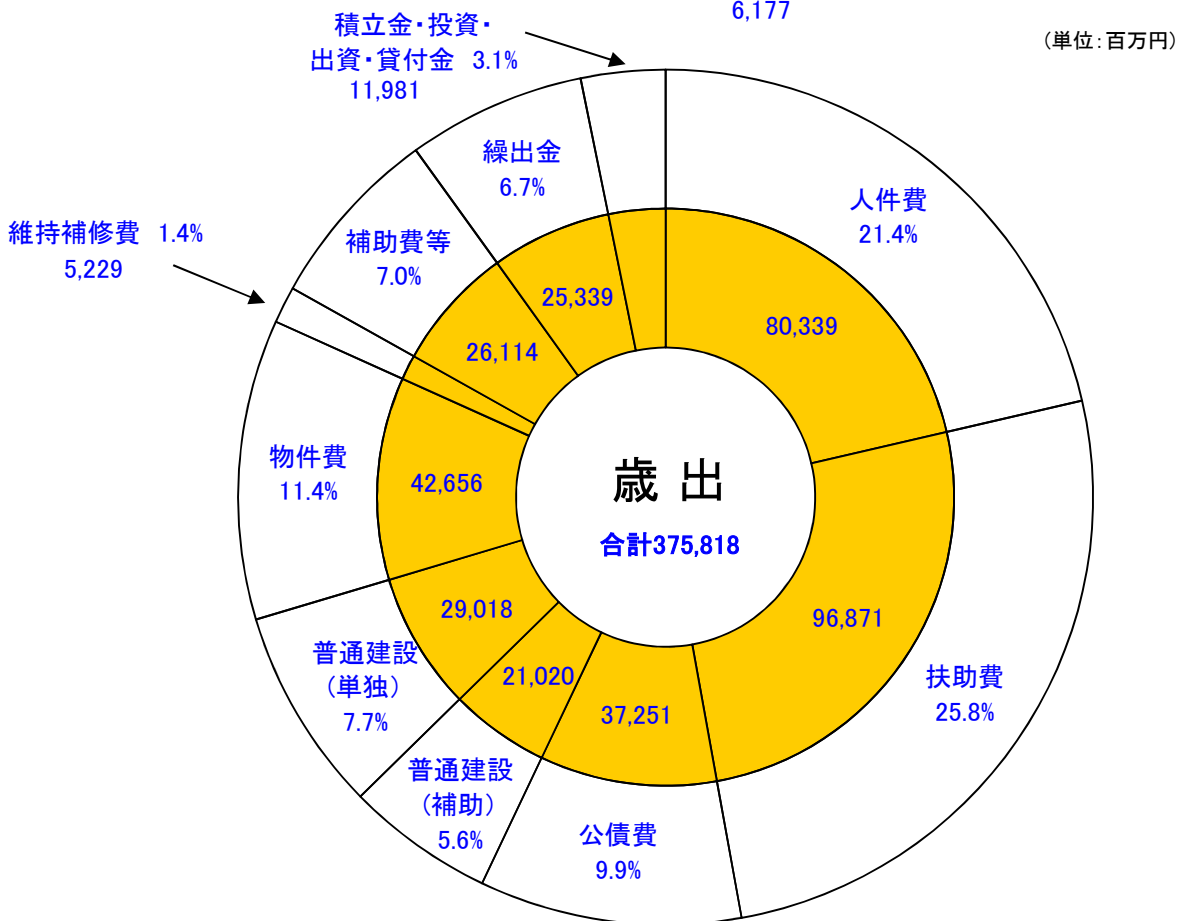 6,177
(単位:百万円)
積立金・投資・
出資・貸付金 3.1%
11,981
繰出金
6.7%
人件費
21.4%
維持補修費 1.4%
5,229
補助費等
7.0%
25,339
80,339
26,114
物件費
11.4%
42,656
歳 出
合計375,818
29,018
96,871
普通建設
(単独)
7.7%
21,020
37,251
扶助費
25.8%
普通建設
(補助)
5.6%
公債費
9.9%